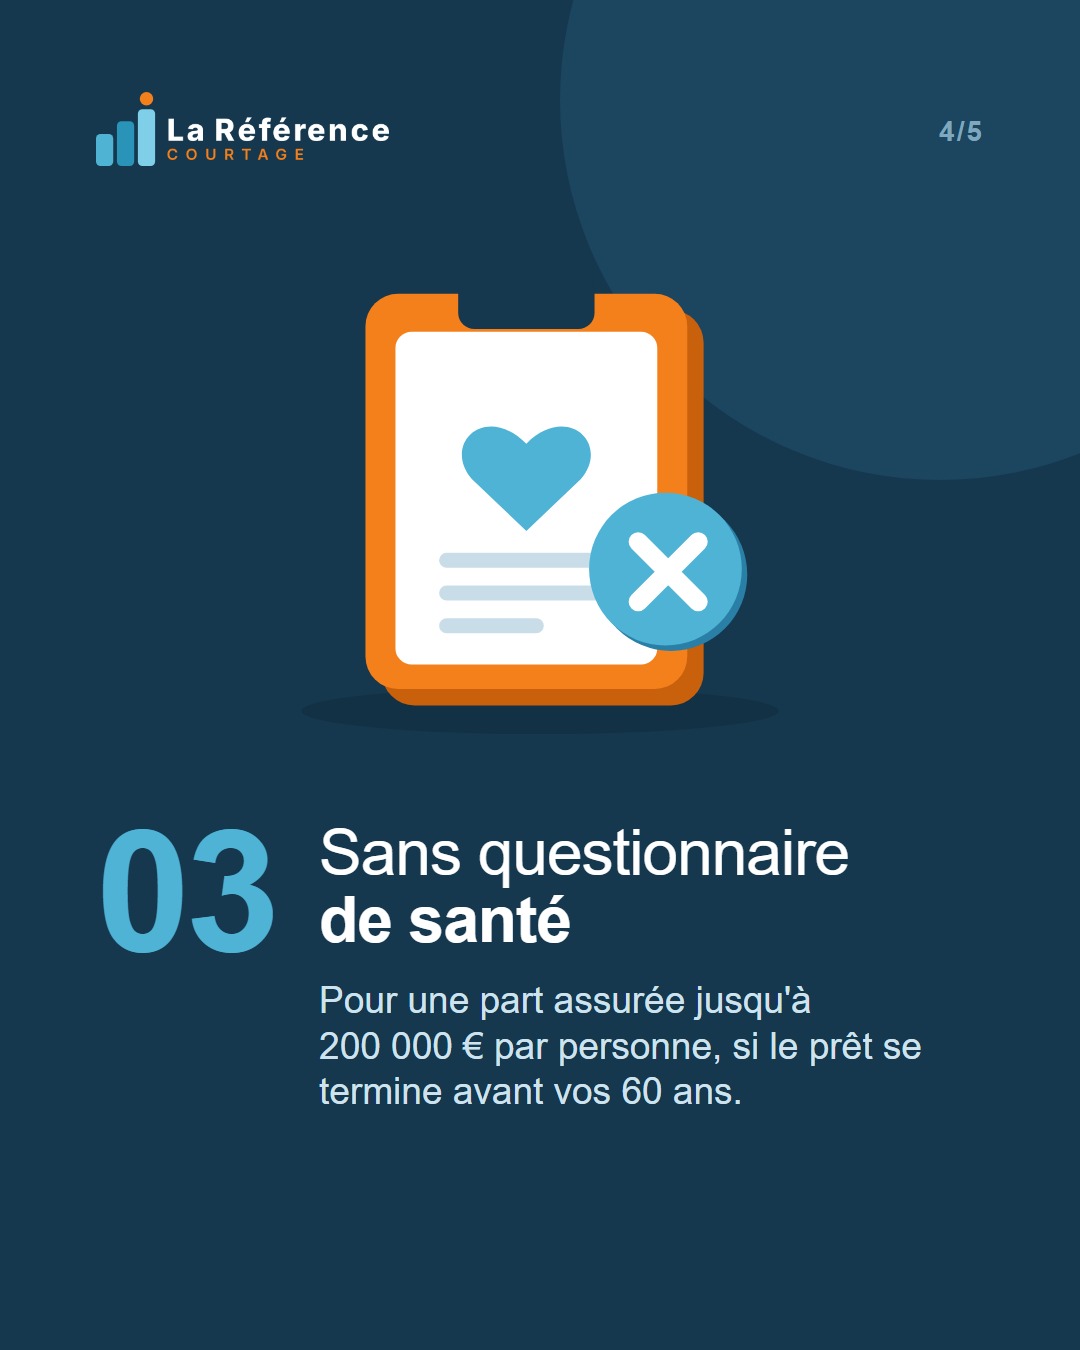 La Référence
COURTAGE
4/5
03
Sans questionnaire
de santé
Pour une part assurée jusqu'à
200 000 € par personne, si le prêt se
termine avant vos 60 ans.